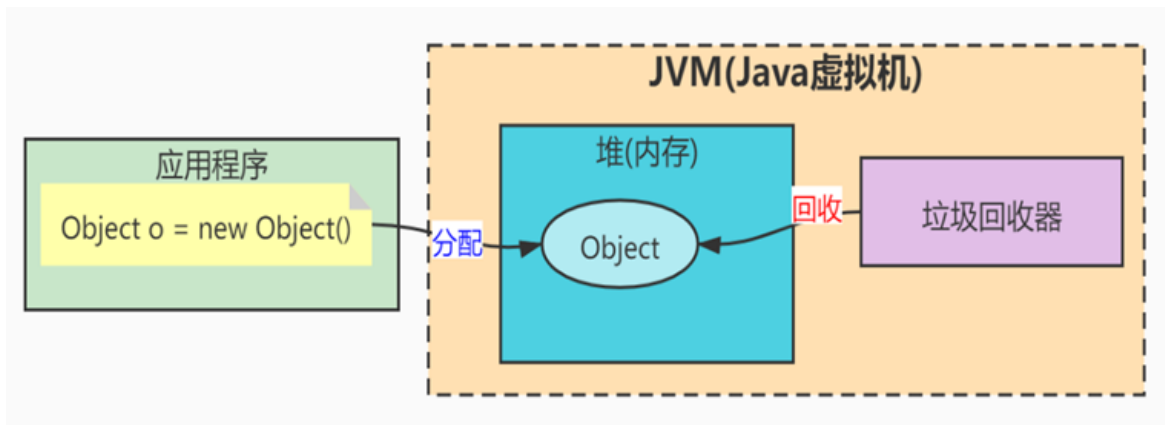 JVM(Java虚拟机)
应用程序
Object o = new Object()
分配
堆(内存)
Object
回收
垃圾回收器